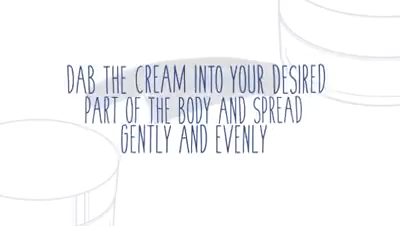 DAB THE CREAM INTO YOUR DESIRED
PART OF THE BODY AND SPREAD
GENTLY AND EVENLY